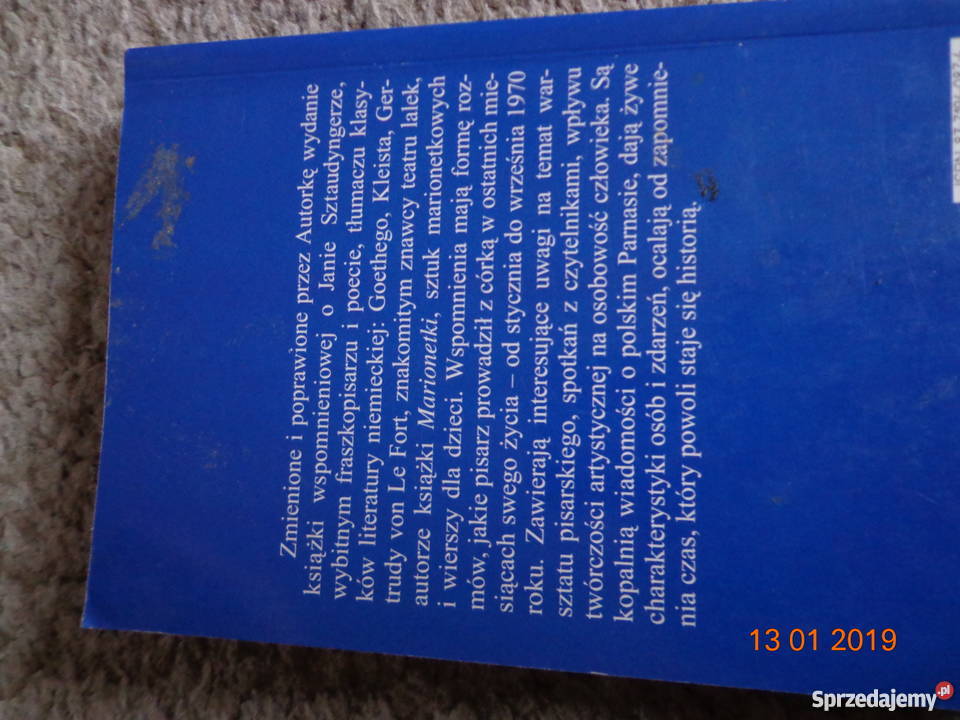 Zmienione i poprawione przez Autorkę wydanie
książki wspomnieniowej o Janie Sztaudyngerze,
wybitnym fraszkopisarzu i poecie, tłumaczu klasy-
ków literatury niemieckiej: Goethego, Kleista, Ger-
trudy von Le Fort, znakomitym znawcy teatru lalek,
autorze książki Marionetki, sztuk marionetkowych
i wierszy dla dzieci. Wspomnienia mają formę roz-
mów, jakie pisarz prowadził z córką w ostatnich mie-
siącach swego życia – od stycznia do września 1970
roku. Zawierają interesujące uwagi na temat war-
sztatu pisarskiego, spotkań z czytelnikami, wpływu
twórczości artystycznej na osobowość człowieka. Są
kopalnią wiadomości o polskim Parnasie, dają żywe
charakterystyki osób i zdarzeń, ocalają od zapomnie-
nia czas, który powoli staje się historią.
13 01 2019
Sprzedajemy.pl